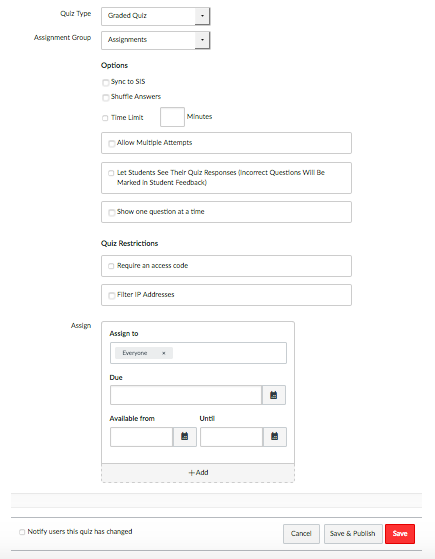 Quiz Type Graded Quiz
Assignment Group Assignments
Options
Sync to SIS
Shuffle Answers
Time Limit Minutes
Allow Multiple Attempts
Let Students See Their Quiz Responses (Incorrect Questions Will Be
Marked in Student Feedback)
Show one question at a time
Quiz Restrictions
Require an access code
Filter IP Addresses
Assign
Assign to
Everyone x
Due
Available from Until
+ Add
Notify users this quiz has changed Cancel Save & Publish Save